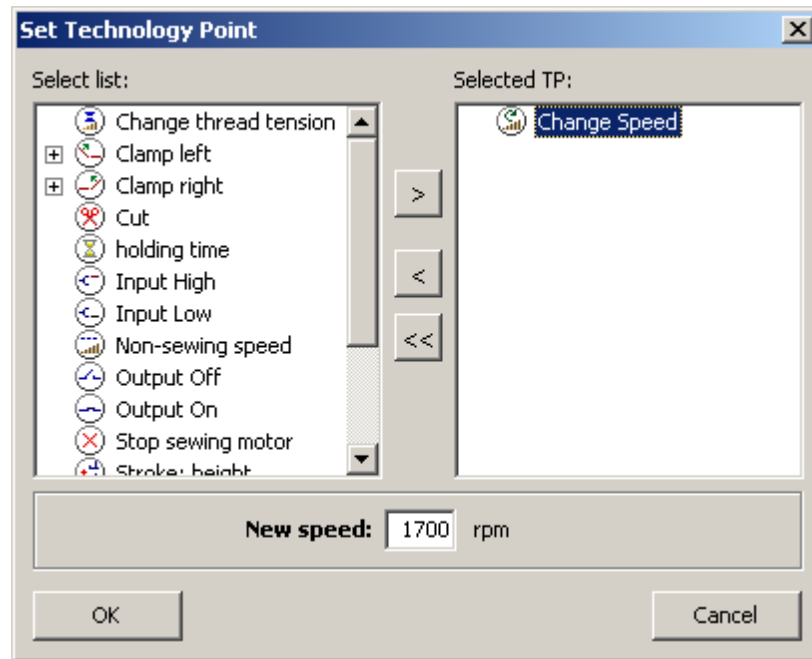 Set Technology Point
Select list:
Change thread tension
Clamp left
Clamp right
Cut
holding time
Input High
Input Low
Non-sewing speed
Output Off
Output On
Stop sewing motor
Stroke: height
>
<
<<
Selected TP:
Change Speed
New speed: 1700 rpm
OK
Cancel